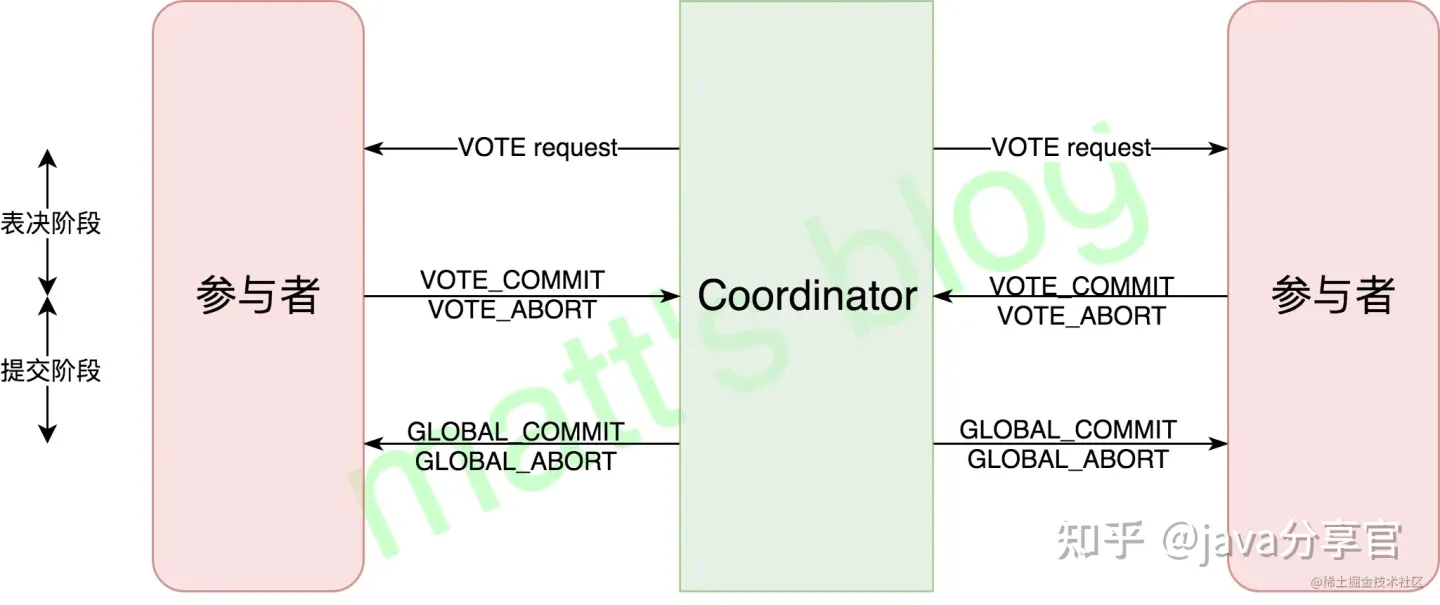 VOTE request
VOTE request
表决阶段
参与者
VOTE_COMMIT
VOTE_ABORT
Coordinator
VOTE_COMMIT
VOTE_ABORT
参与者
提交阶段
GLOBAL_COMMIT
GLOBAL_ABORT
GLOBAL_COMMIT
GLOBAL_ABORT
matt's blog
知乎 @java分享官
@稀土掘金技术社区